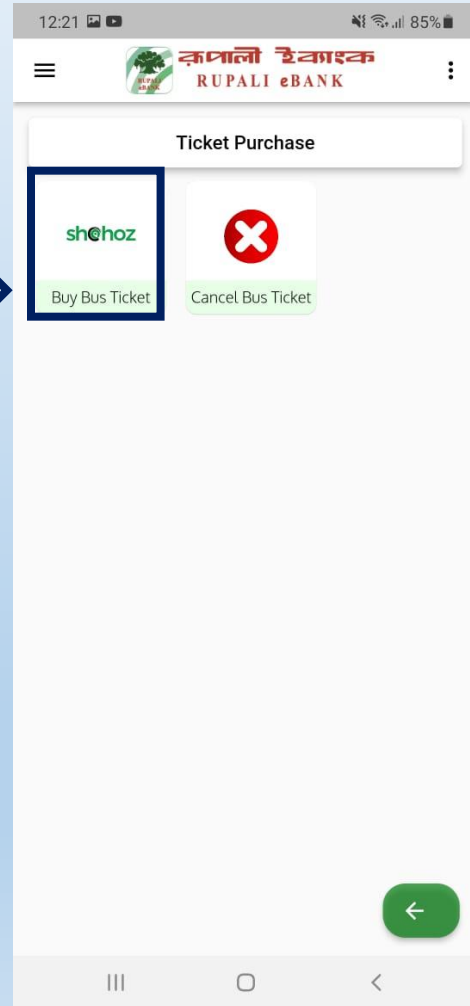 12:21
85%
রূপালী ইব্যাংক
RUPALI eBANK
Ticket Purchase
shohoz
Buy Bus Ticket
Cancel Bus Ticket